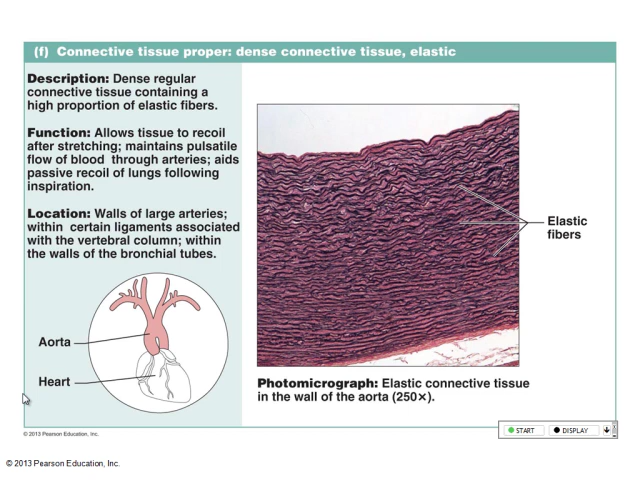 (f) Connective tissue proper: dense connective tissue, elastic
Description: Dense regular
connective tissue containing a
high proportion of elastic fibers.
Function: Allows tissue to recoil
after stretching; maintains pulsatile
flow of blood through arteries; aids
passive recoil of lungs following
inspiration.
Location: Walls of large arteries;
within certain ligaments associated
with the vertebral column; within
the walls of the bronchial tubes.
Aorta
Heart
Elastic
fibers
Photomicrograph: Elastic connective tissue
in the wall of the aorta (250×).
© 2013 Pearson Education, Inc.
START
DISPLAY
© 2013 Pearson Education, Inc.